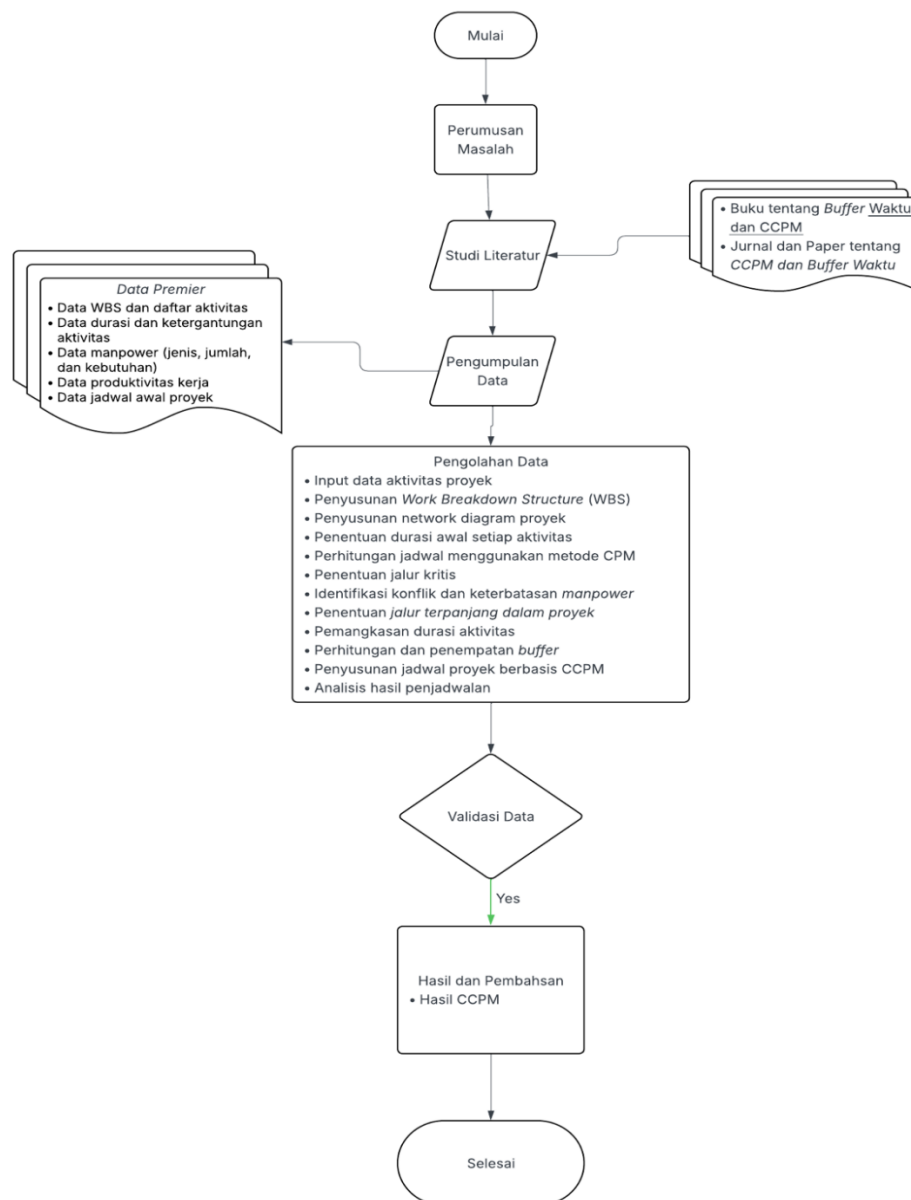 Mulai
Perumusan
Masalah
• Buku tentang Buffer Waktu
dan CCPM
• Jurnal dan Paper tentang
CCPM dan Buffer Waktu
Studi Literatur
Data Premier
• Data WBS dan daftar aktivitas
• Data durasi dan ketergantungan
aktivitas
• Data manpower (jenis, jumlah,
dan kebutuhan)
• Data produktivitas kerja
• Data jadwal awal proyek
Pengumpulan
Data
Pengolahan Data
• Input data aktivitas proyek
• Penyusunan Work Breakdown Structure (WBS)
• Penyusunan network diagram proyek
• Penentuan durasi awal setiap aktivitas
• Perhitungan jadwal menggunakan metode CPM
• Penentuan jalur kritis
• Identifikasi konflik dan keterbatasan manpower
• Penentuan jalur terpanjang dalam proyek
• Pemangkasan durasi aktivitas
• Perhitungan dan penempatan buffer
• Penyusunan jadwal proyek berbasis CCPM
• Analisis hasil penjadwalan
Validasi Data
Yes
Hasil dan Pembahsan
• Hasil CCPM
Selesai